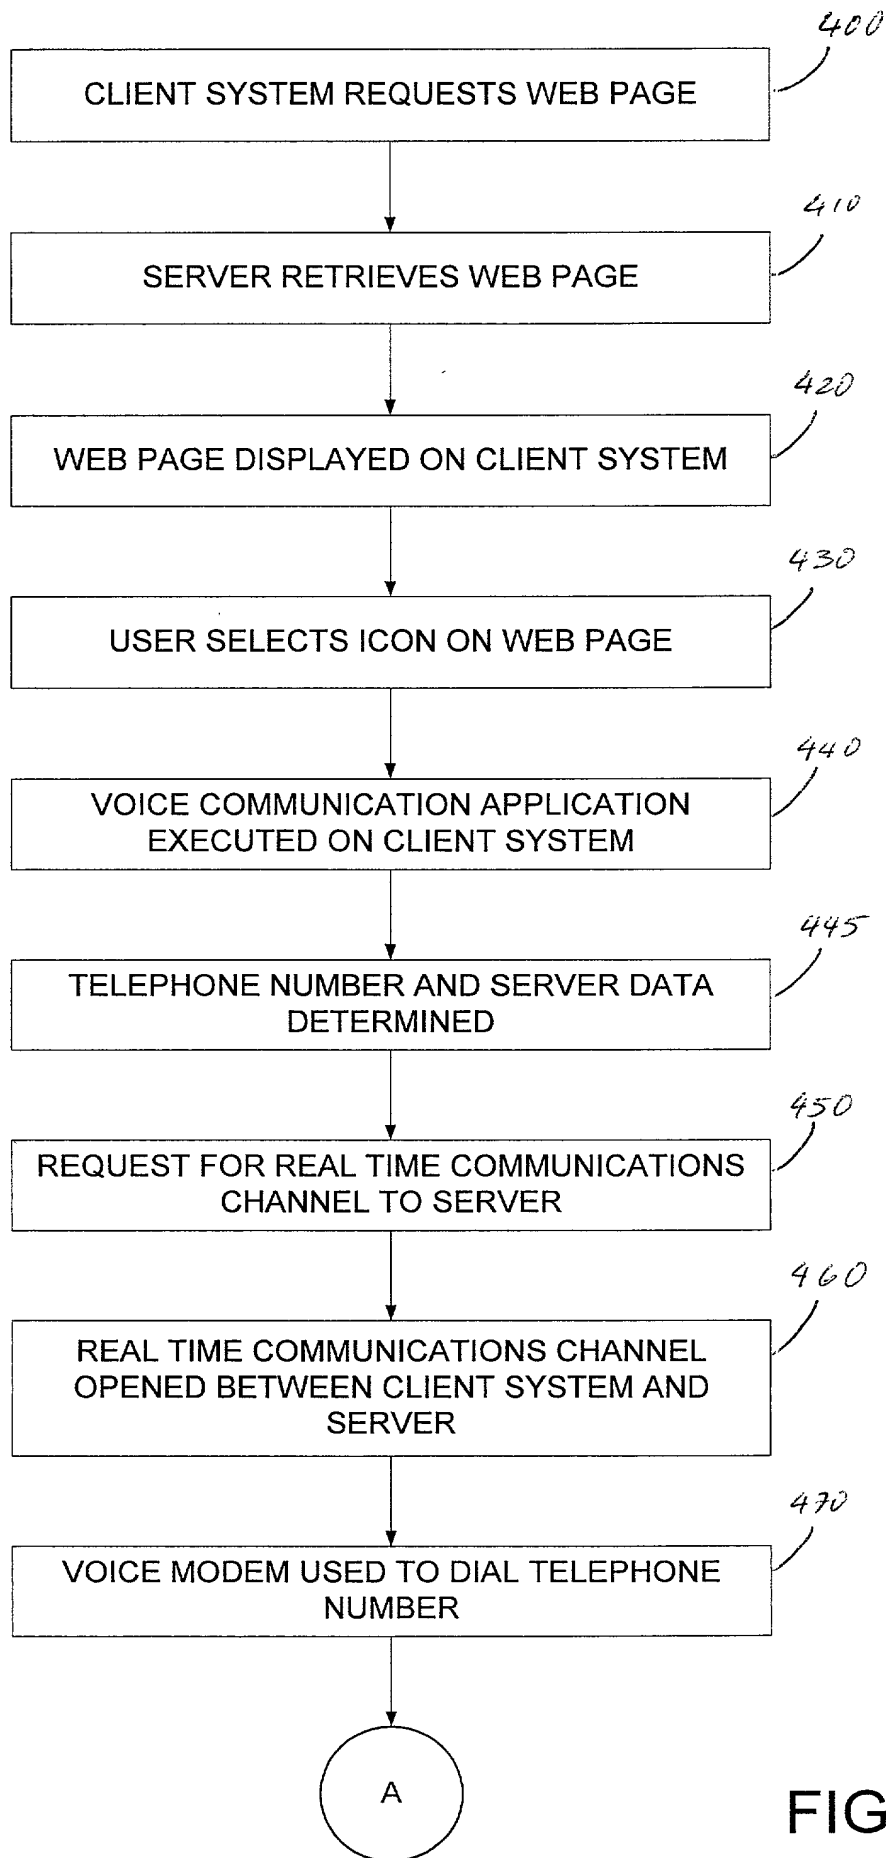 400
CLIENT SYSTEM REQUESTS WEB PAGE
410
SERVER RETRIEVES WEB PAGE
420
WEB PAGE DISPLAYED ON CLIENT SYSTEM
430
USER SELECTS ICON ON WEB PAGE
440
VOICE COMMUNICATION APPLICATION
EXECUTED ON CLIENT SYSTEM
445
TELEPHONE NUMBER AND SERVER DATA
DETERMINED
450
REQUEST FOR REAL TIME COMMUNICATIONS
CHANNEL TO SERVER
460
REAL TIME COMMUNICATIONS CHANNEL
OPENED BETWEEN CLIENT SYSTEM AND
SERVER
470
VOICE MODEM USED TO DIAL TELEPHONE
NUMBER
A
FIG